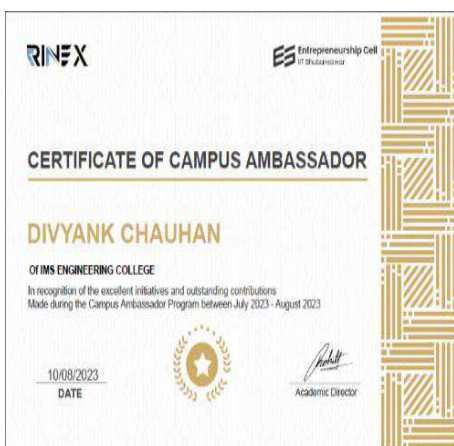 RINEX
Entrepreneurship Cell
IIT Bhubaneswar
CERTIFICATE OF CAMPUS AMBASSADOR
DIVYANK CHAUHAN
Of IMS ENGINEERING COLLEGE
In recognition of the excellent initiatives and outstanding contributions
Made during the Campus Ambassador Program between July 2023 - August 2023
10/08/2023
DATE
Academic Director